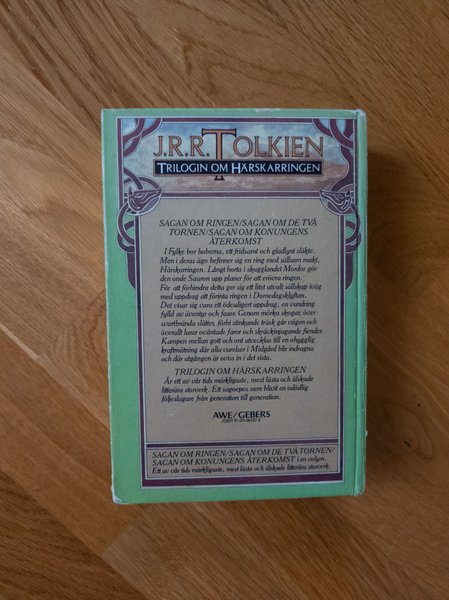 J.R.R. TOLKIEN
TRILOGIN OM HÄRSKARRINGEN
SAGAN OM RINGEN/SAGAN OM DE TVÅ
TORNEN/SAGAN OM KONUNGENS
ÅTERKOMST
I Fylke bor hoberna, ett fridsamt och gladlynt släkte.
Men i deras ägo befinner sig en ring med sällsam makt,
Härskarringen. Långt borta i skugglandet Mordor gör
den onde Sauron upp planer för att erövra ringen.
För att förhindra detta ger sig ett litet utvalt sällskap iväg
med uppdrag att förinta ringen i Domedagsklyftan.
Det visar sig vara ett ödesdigert uppdrag, en vandring
fylld av äventyr och fasor. Genom mörka skogar, över
svartbrända slätter, förbi stinkande träsk går vägen och
överallt lurar oväntade faror och skräckinjagande fiender.
Kampen mellan gott och ont utvecklas till en ohygglig
kraftmätning där alla varelser i Midgård blir indragna
och där utgången är oviss in i det sista.
TRILOGIN OM HÄRSKARRINGEN
Är ett av vår tids märkligaste, mest lästa och älskade
litterära storverk. Ett sagoepos som blivit en odödlig
följeslagare från generation till generation.
AWE/GEBERS
SAGAN OM RINGEN/SAGAN OM DE TVÅ TORNEN/
SAGAN OM KONUNGENS ÅTERKOMST i en volym.
Ett av vår tids märkligaste, mest lästa och älskade litterära storverk.